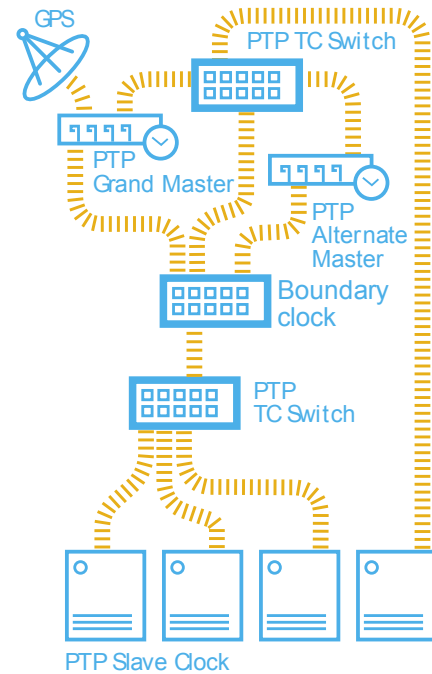 GPS
PTP TC Switch
PTP
Grand Master
PTP
Alternate
Master
Boundary
clock
PTP
TC Switch
PTP Slave Clock